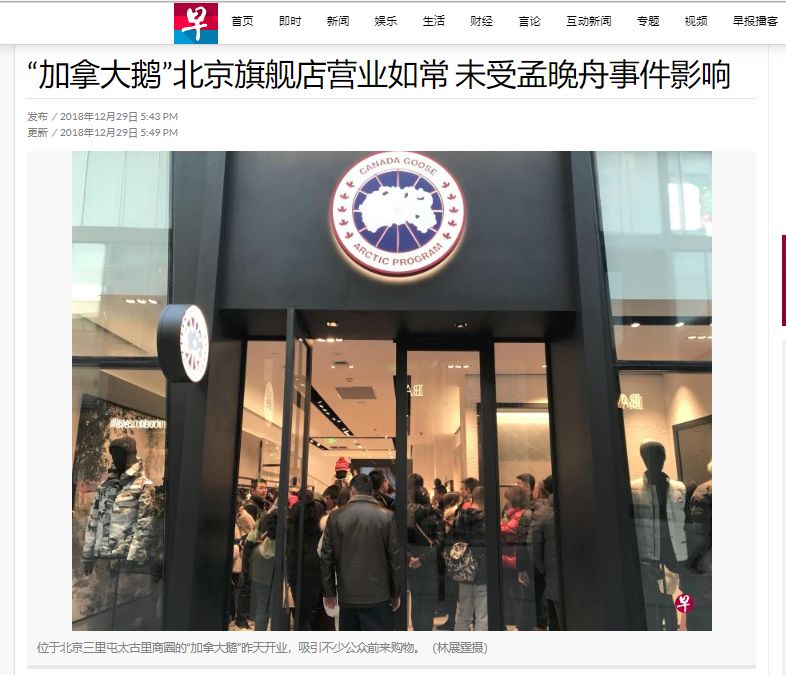 早
首页 即时 新闻 娱乐 生活 财经 言论 互动新闻 专题 视频 早报播客
“加拿大鹅”北京旗舰店营业如常 未受孟晚舟事件影响
发布 / 2018年12月29日 5:43 PM
更新 / 2018年12月29日 5:49 PM
CANADA GOOSE
ARCTIC PROGRAM
早
位于北京三里屯太古里商圈的“加拿大鹅”昨天开业，吸引不少公众前来购物。（林展霆摄）